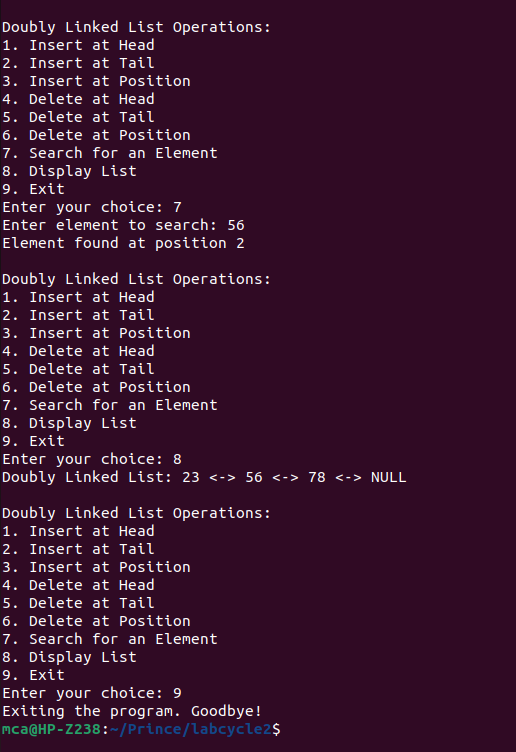 Doubly Linked List Operations:
1. Insert at Head
2. Insert at Tail
3. Insert at Position
4. Delete at Head
5. Delete at Tail
6. Delete at Position
7. Search for an Element
8. Display List
9. Exit
Enter your choice: 7
Enter element to search: 56
Element found at position 2

Doubly Linked List Operations:
1. Insert at Head
2. Insert at Tail
3. Insert at Position
4. Delete at Head
5. Delete at Tail
6. Delete at Position
7. Search for an Element
8. Display List
9. Exit
Enter your choice: 8
Doubly Linked List: 23 <-> 56 <-> 78 <-> NULL

Doubly Linked List Operations:
1. Insert at Head
2. Insert at Tail
3. Insert at Position
4. Delete at Head
5. Delete at Tail
6. Delete at Position
7. Search for an Element
8. Display List
9. Exit
Enter your choice: 9
Exiting the program. Goodbye!
mca@HP-Z238:~/Prince/labcycle2$